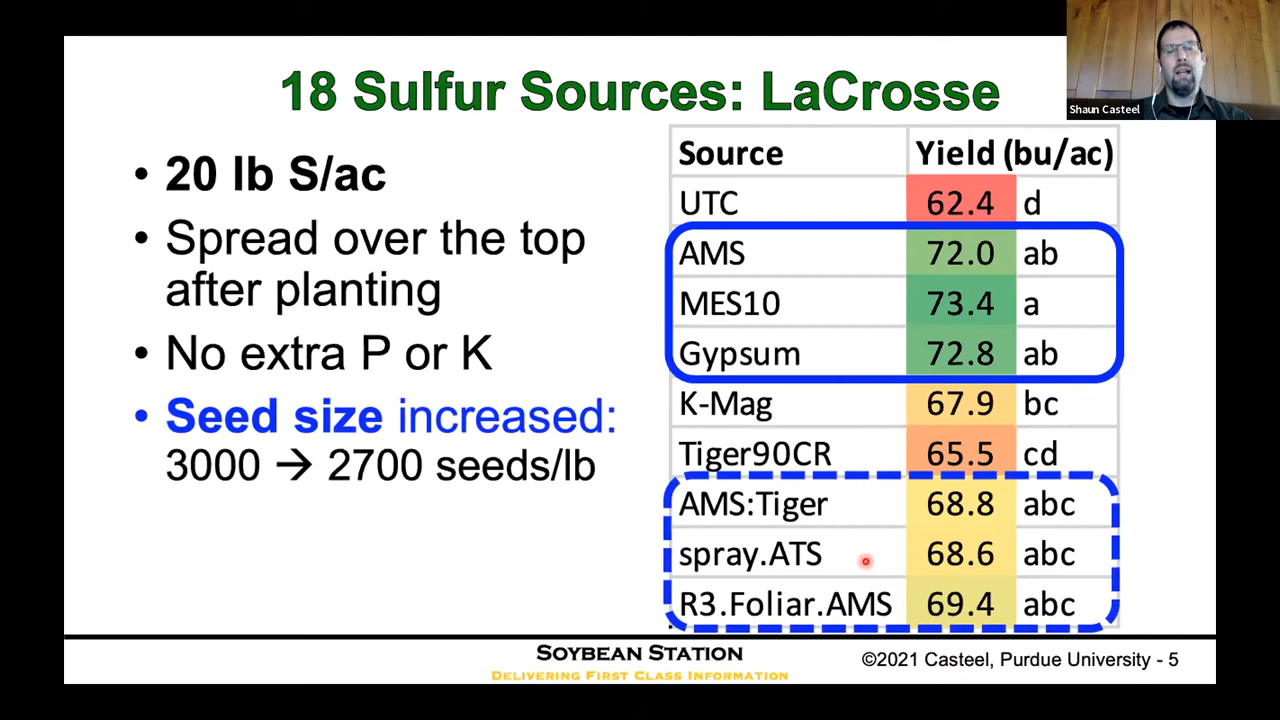 18 Sulfur Sources: LaCrosse
• 20 lb S/ac
• Spread over the top
after planting
• No extra P or K
• Seed size increased:
3000 → 2700 seeds/lb
Source Yield (bu/ac)
UTC 62.4 d
AMS 72.0 ab
MES10 73.4 a
Gypsum 72.8 ab
K-Mag 67.9 bc
Tiger90CR 65.5 cd
AMS:Tiger 68.8 abc
spray.ATS 68.6 abc
R3.Foliar.AMS 69.4 abc
Shaun Casteel
SOYBEAN STATION
DELIVERING FIRST CLASS INFORMATION
©2021 Casteel, Purdue University - 5